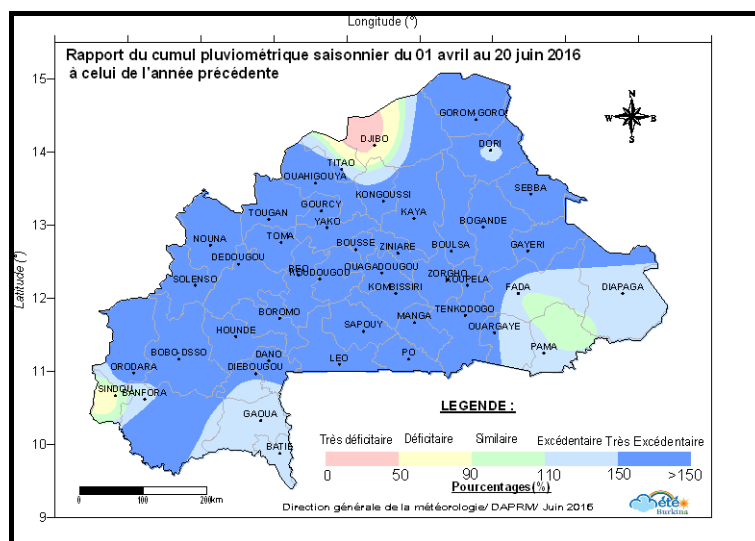 Longitude (°)
Rapport du cumul pluviométrique saisonnier du 01 avril au 20 juin 2016
à celui de l'année précédente
15
14
13
12
11
10
9
Latitude (°)
N
W
S
GOROM-GOROM
DJIBO
DORI
TITAO
OUAHIGOUYA
SEBBA
KONGOUSSI
GOURCY
TOUGAN
KAYA
YAKO
BOGANDE
NOUNA
TOMA
BOUSSE
ZINIARE
BOULSA
GAYERI
DEDOUGOU
REO
KOUDOUGOU
OUAGADOUGOU
ZORGHO
KOUPELA
SOLENSO
KOMBISSIRI
FADA
DIAPAGA
BOROMO
TENKODOGO
HOUNDE
SAPOUY
MANGA
OUARGAYE
BOBO-DSSO
DANO
LEO
PO
PAMA
ORODARA
DIEBOUGOU
SINDOU
BANFORA
GAOUA
BATIE
LEGENDE :
Très déficitaire Déficitaire Similaire Excédentaire Très Excédentaire
0 50 90 110 150 >150
Pourcentages(%)
0 100 200km
Direction générale de la météorologie/ DAPRM/ Juin 2016
météo
Burkina